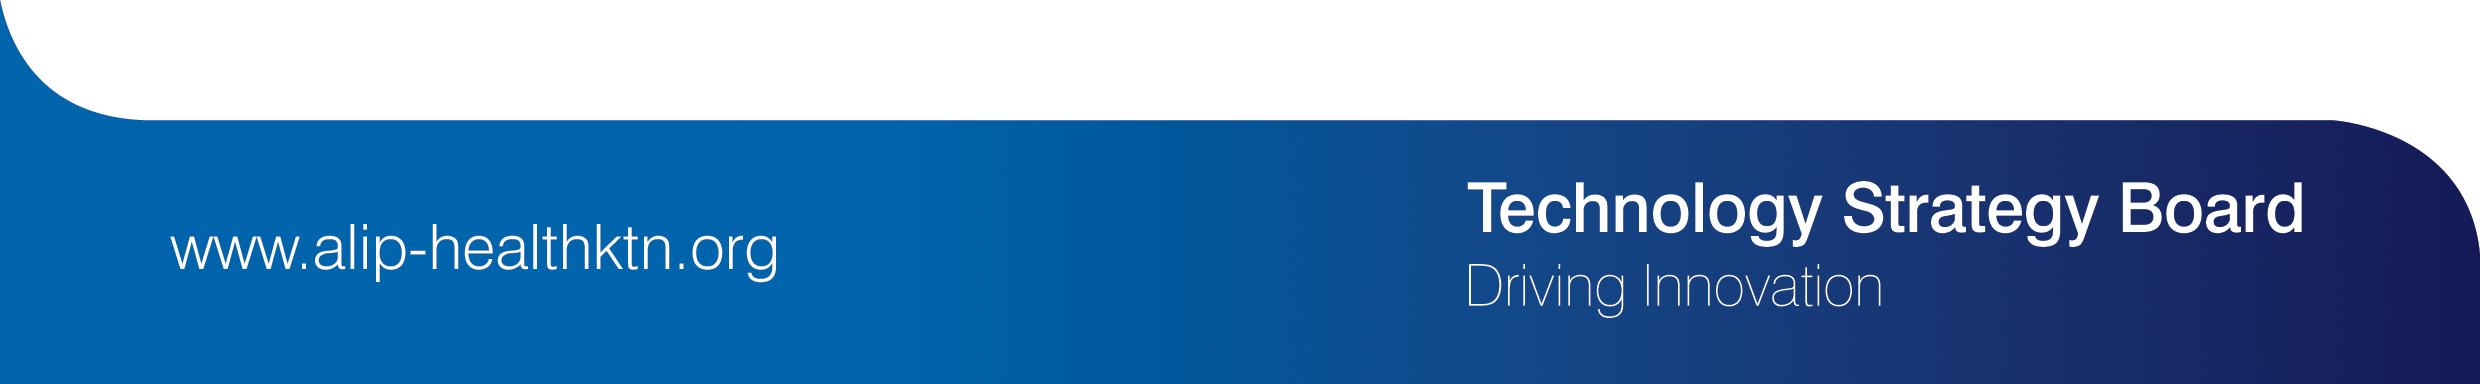 www.alip-healthktn.org
Technology Strategy Board
Driving Innovation